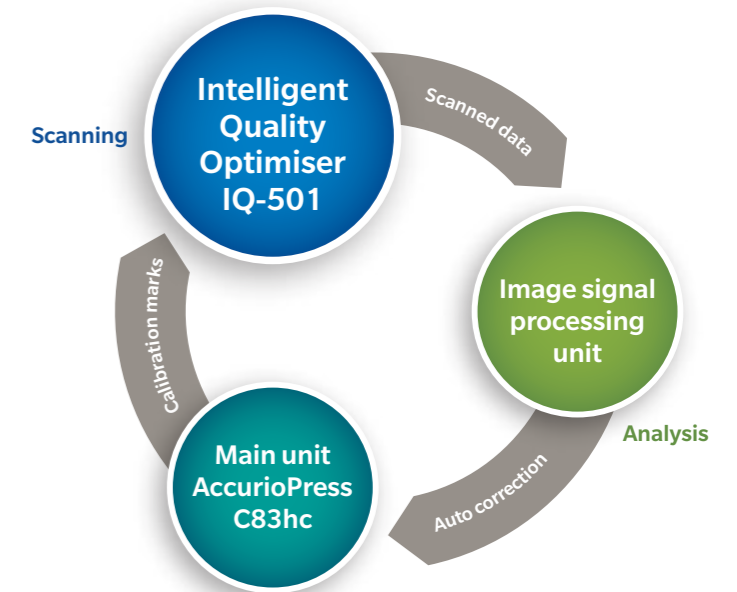 Intelligent
Quality
Optimiser
IQ-501
Scanning
Scanned data
Image signal
processing
unit
Analysis
Auto correction
Main unit
AccurioPress
C83hc
Calibration marks